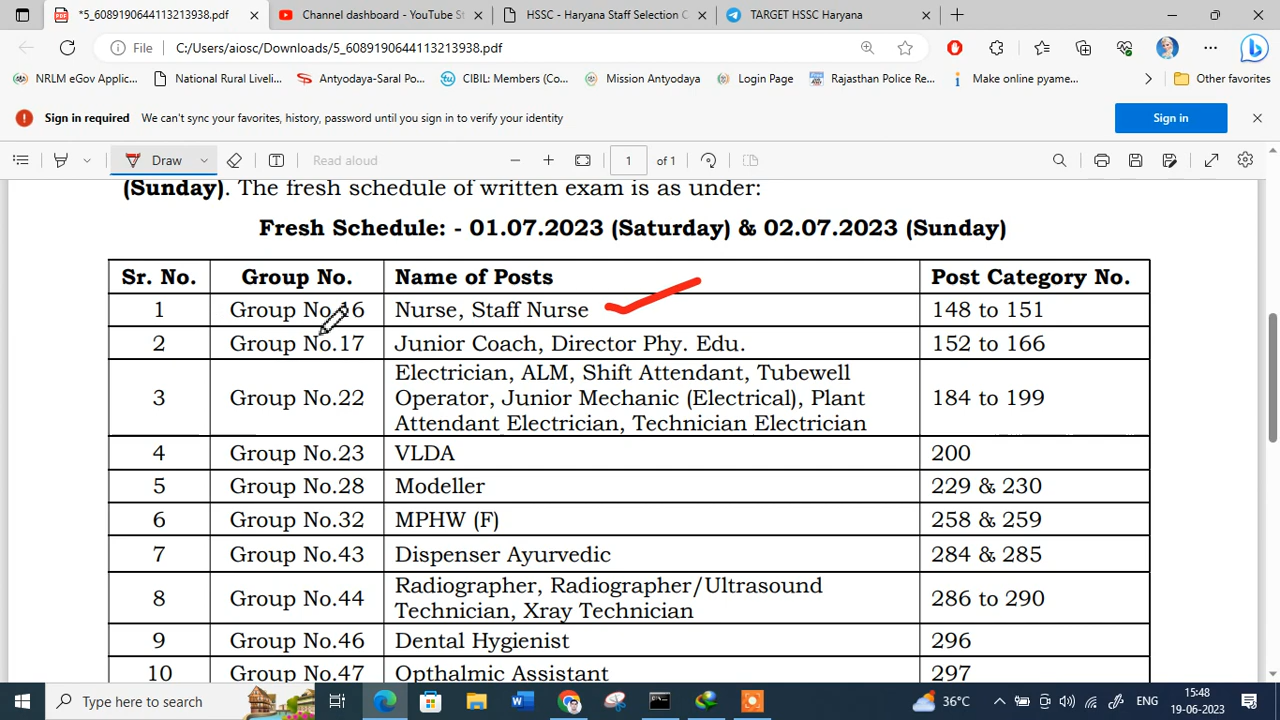 *5_6089190644113213938.pdf
Channel dashboard - YouTube St
HSSC - Haryana Staff Selection C
TARGET HSSC Haryana
File
C:/Users/aiosc/Downloads/5_6089190644113213938.pdf
NRLM eGov Applic...
National Rural Liveli...
Antyodaya-Saral Po...
CIBIL: Members (Co...
Mission Antyodaya
Login Page
Rajasthan Police Re...
Make online pyame...
Other favorites
Sign in required
We can't sync your favorites, history, password until you sign in to verify your identity
Sign in
Draw
Read aloud
1
of 1
(Sunday). The fresh schedule of written exam is as under:
Fresh Schedule: - 01.07.2023 (Saturday) & 02.07.2023 (Sunday)
Sr. No. Group No. Name of Posts Post Category No.
1 Group No.16 Nurse, Staff Nurse 148 to 151
2 Group No.17 Junior Coach, Director Phy. Edu. 152 to 166
3 Group No.22 Electrician, ALM, Shift Attendant, Tubewell
Operator, Junior Mechanic (Electrical), Plant
Attendant Electrician, Technician Electrician 184 to 199
4 Group No.23 VLDA 200
5 Group No.28 Modeller 229 & 230
6 Group No.32 MPHW (F) 258 & 259
7 Group No.43 Dispenser Ayurvedic 284 & 285
8 Group No.44 Radiographer, Radiographer/Ultrasound
Technician, Xray Technician 286 to 290
9 Group No.46 Dental Hygienist 296
10 Group No.47 Opthalmic Assistant 297
Type here to search
36°C
ENG
15:48
19-06-2023